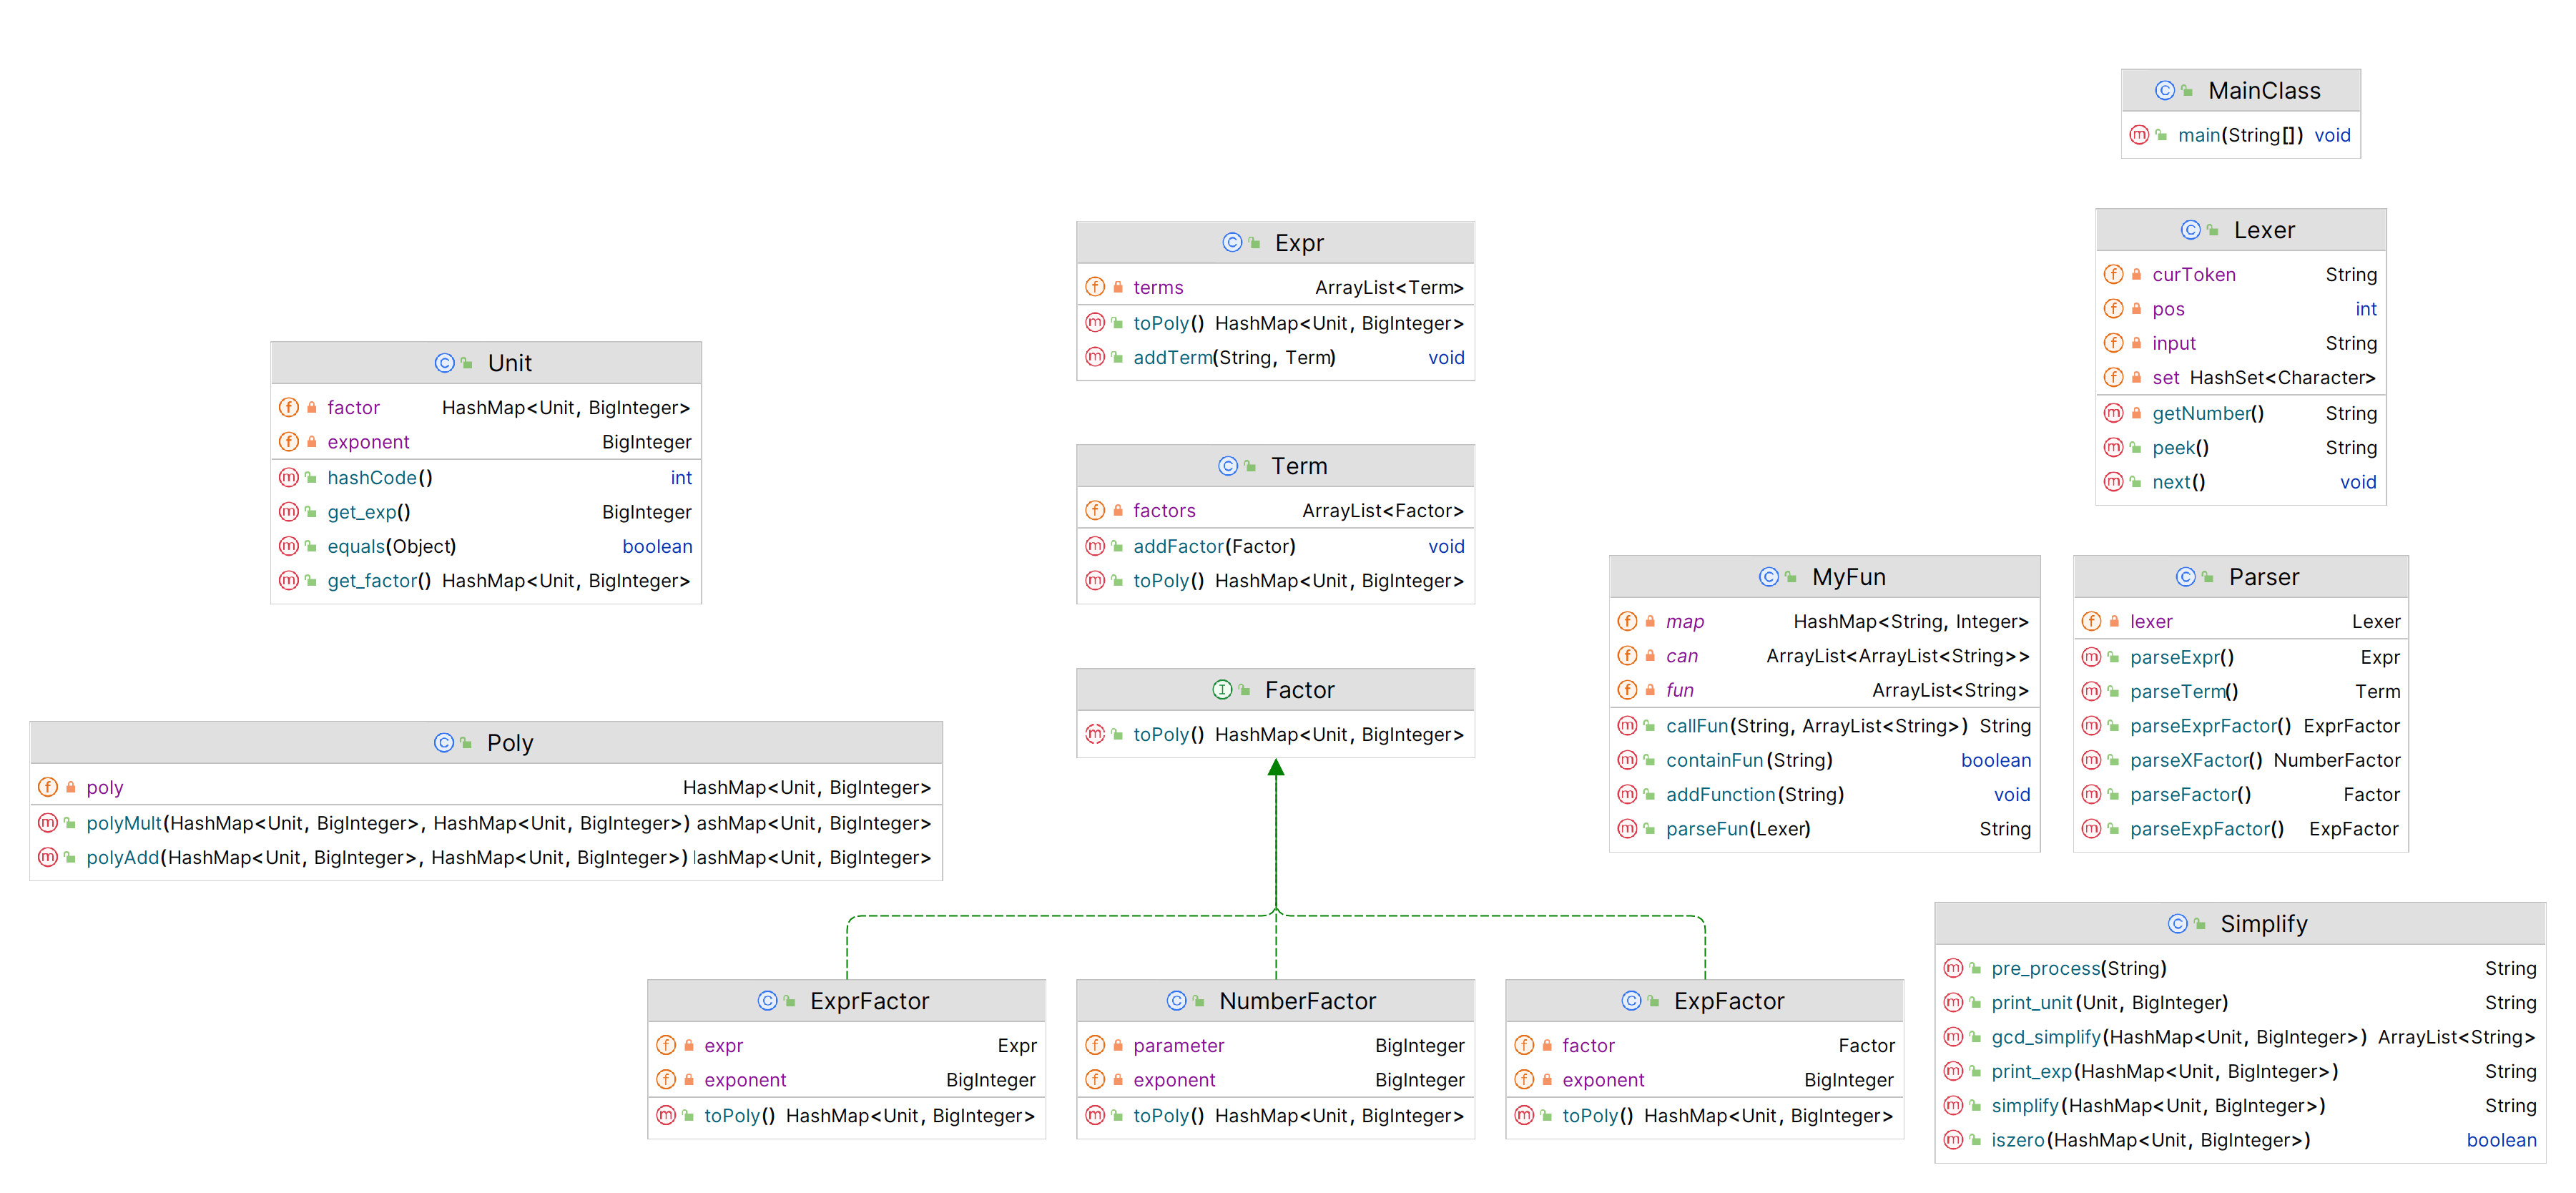 MainClass
main(String[]) void
Lexer
curToken String
pos int
input String
set HashSet<Character>
getNumber() String
peek() String
next() void
Expr
terms ArrayList<Term>
toPoly() HashMap<Unit, BigInteger>
addTerm(String, Term) void
Unit
factor HashMap<Unit, BigInteger>
exponent BigInteger
hashCode() int
get_exp() BigInteger
equals(Object) boolean
get_factor() HashMap<Unit, BigInteger>
Term
factors ArrayList<Factor>
addFactor(Factor) void
toPoly() HashMap<Unit, BigInteger>
MyFun
map HashMap<String, Integer>
can ArrayList<ArrayList<String>>
fun ArrayList<String>
callFun(String, ArrayList<String>) String
containFun(String) boolean
addFunction(String) void
parseFun(Lexer) String
Parser
lexer Lexer
parseExpr() Expr
parseTerm() Term
parseExprFactor() ExprFactor
parseXFactor() NumberFactor
parseFactor() Factor
parseExpFactor() ExpFactor
Factor
toPoly() HashMap<Unit, BigInteger>
Poly
poly HashMap<Unit, BigInteger>
polyMult(HashMap<Unit, BigInteger>, HashMap<Unit, BigInteger>) ashMap<Unit, BigInteger>
polyAdd(HashMap<Unit, BigInteger>, HashMap<Unit, BigInteger>) ashMap<Unit, BigInteger>
ExprFactor
expr Expr
exponent BigInteger
toPoly() HashMap<Unit, BigInteger>
NumberFactor
parameter BigInteger
exponent BigInteger
toPoly() HashMap<Unit, BigInteger>
ExpFactor
factor Factor
exponent BigInteger
toPoly() HashMap<Unit, BigInteger>
Simplify
pre_process(String) String
print_unit(Unit, BigInteger) String
gcd_simplify(HashMap<Unit, BigInteger>) ArrayList<String>
print_exp(HashMap<Unit, BigInteger>) String
simplify(HashMap<Unit, BigInteger>) String
iszero(HashMap<Unit, BigInteger>) boolean